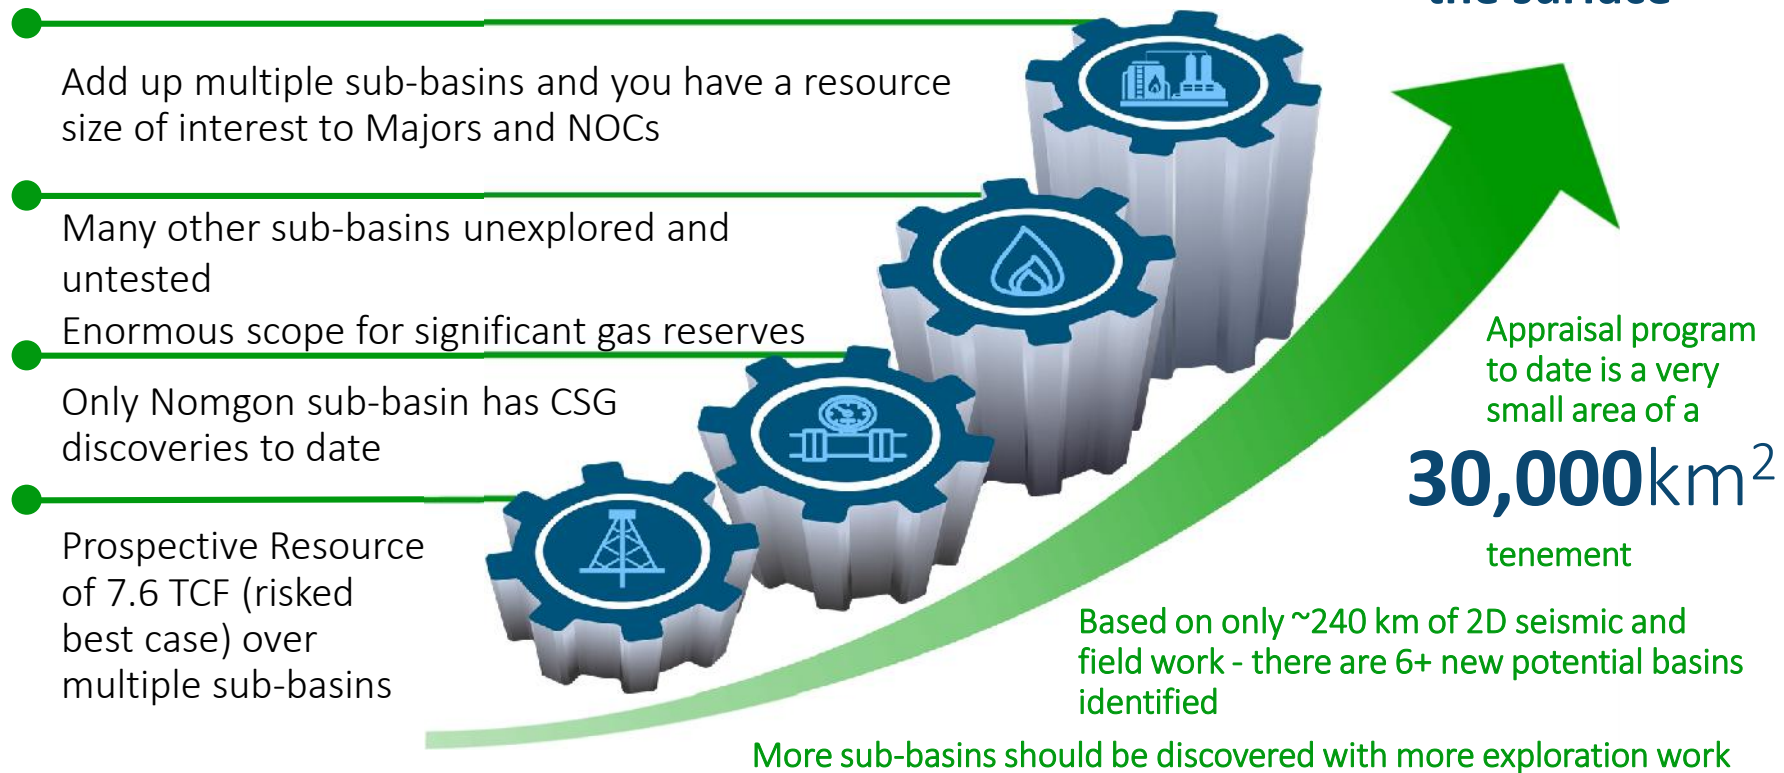 the surface
Add up multiple sub-basins and you have a resource
size of interest to Majors and NOCs
Many other sub-basins unexplored and
untested
Enormous scope for significant gas reserves
Only Nomgon sub-basin has CSG
discoveries to date
Prospective Resource
of 7.6 TCF (risked
best case) over
multiple sub-basins
Appraisal program
to date is a very
small area of a
30,000km²
tenement
Based on only ~240 km of 2D seismic and
field work - there are 6+ new potential basins
identified
More sub-basins should be discovered with more exploration work